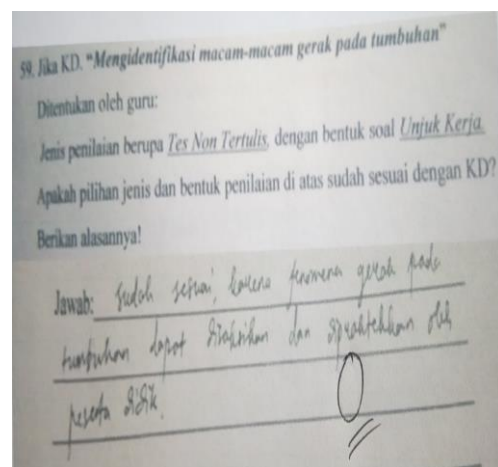 59. Jika KD. "Mengidentifikasi macam-macam gerak pada tumbuhan"
Ditentukan oleh guru:
Jenis penilaian berupa Tes Non Tertulis, dengan bentuk soal Unjuk Kerja.
Apakah pilihan jenis dan bentuk penilaian di atas sudah sesuai dengan KD?
Berikan alasannya!
Jawab: Sudah sesuai, karena fenomena gerak pada
tumbuhan dapat dan dipraktekkan oleh
peserta didik.